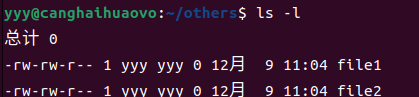 yyy@canghaihuaovo:~/others$ ls -l
总计 0
-rw-rw-r-- 1 yyy yyy 0 12月  9 11:04 file1
-rw-rw-r-- 1 yyy yyy 0 12月  9 11:04 file2